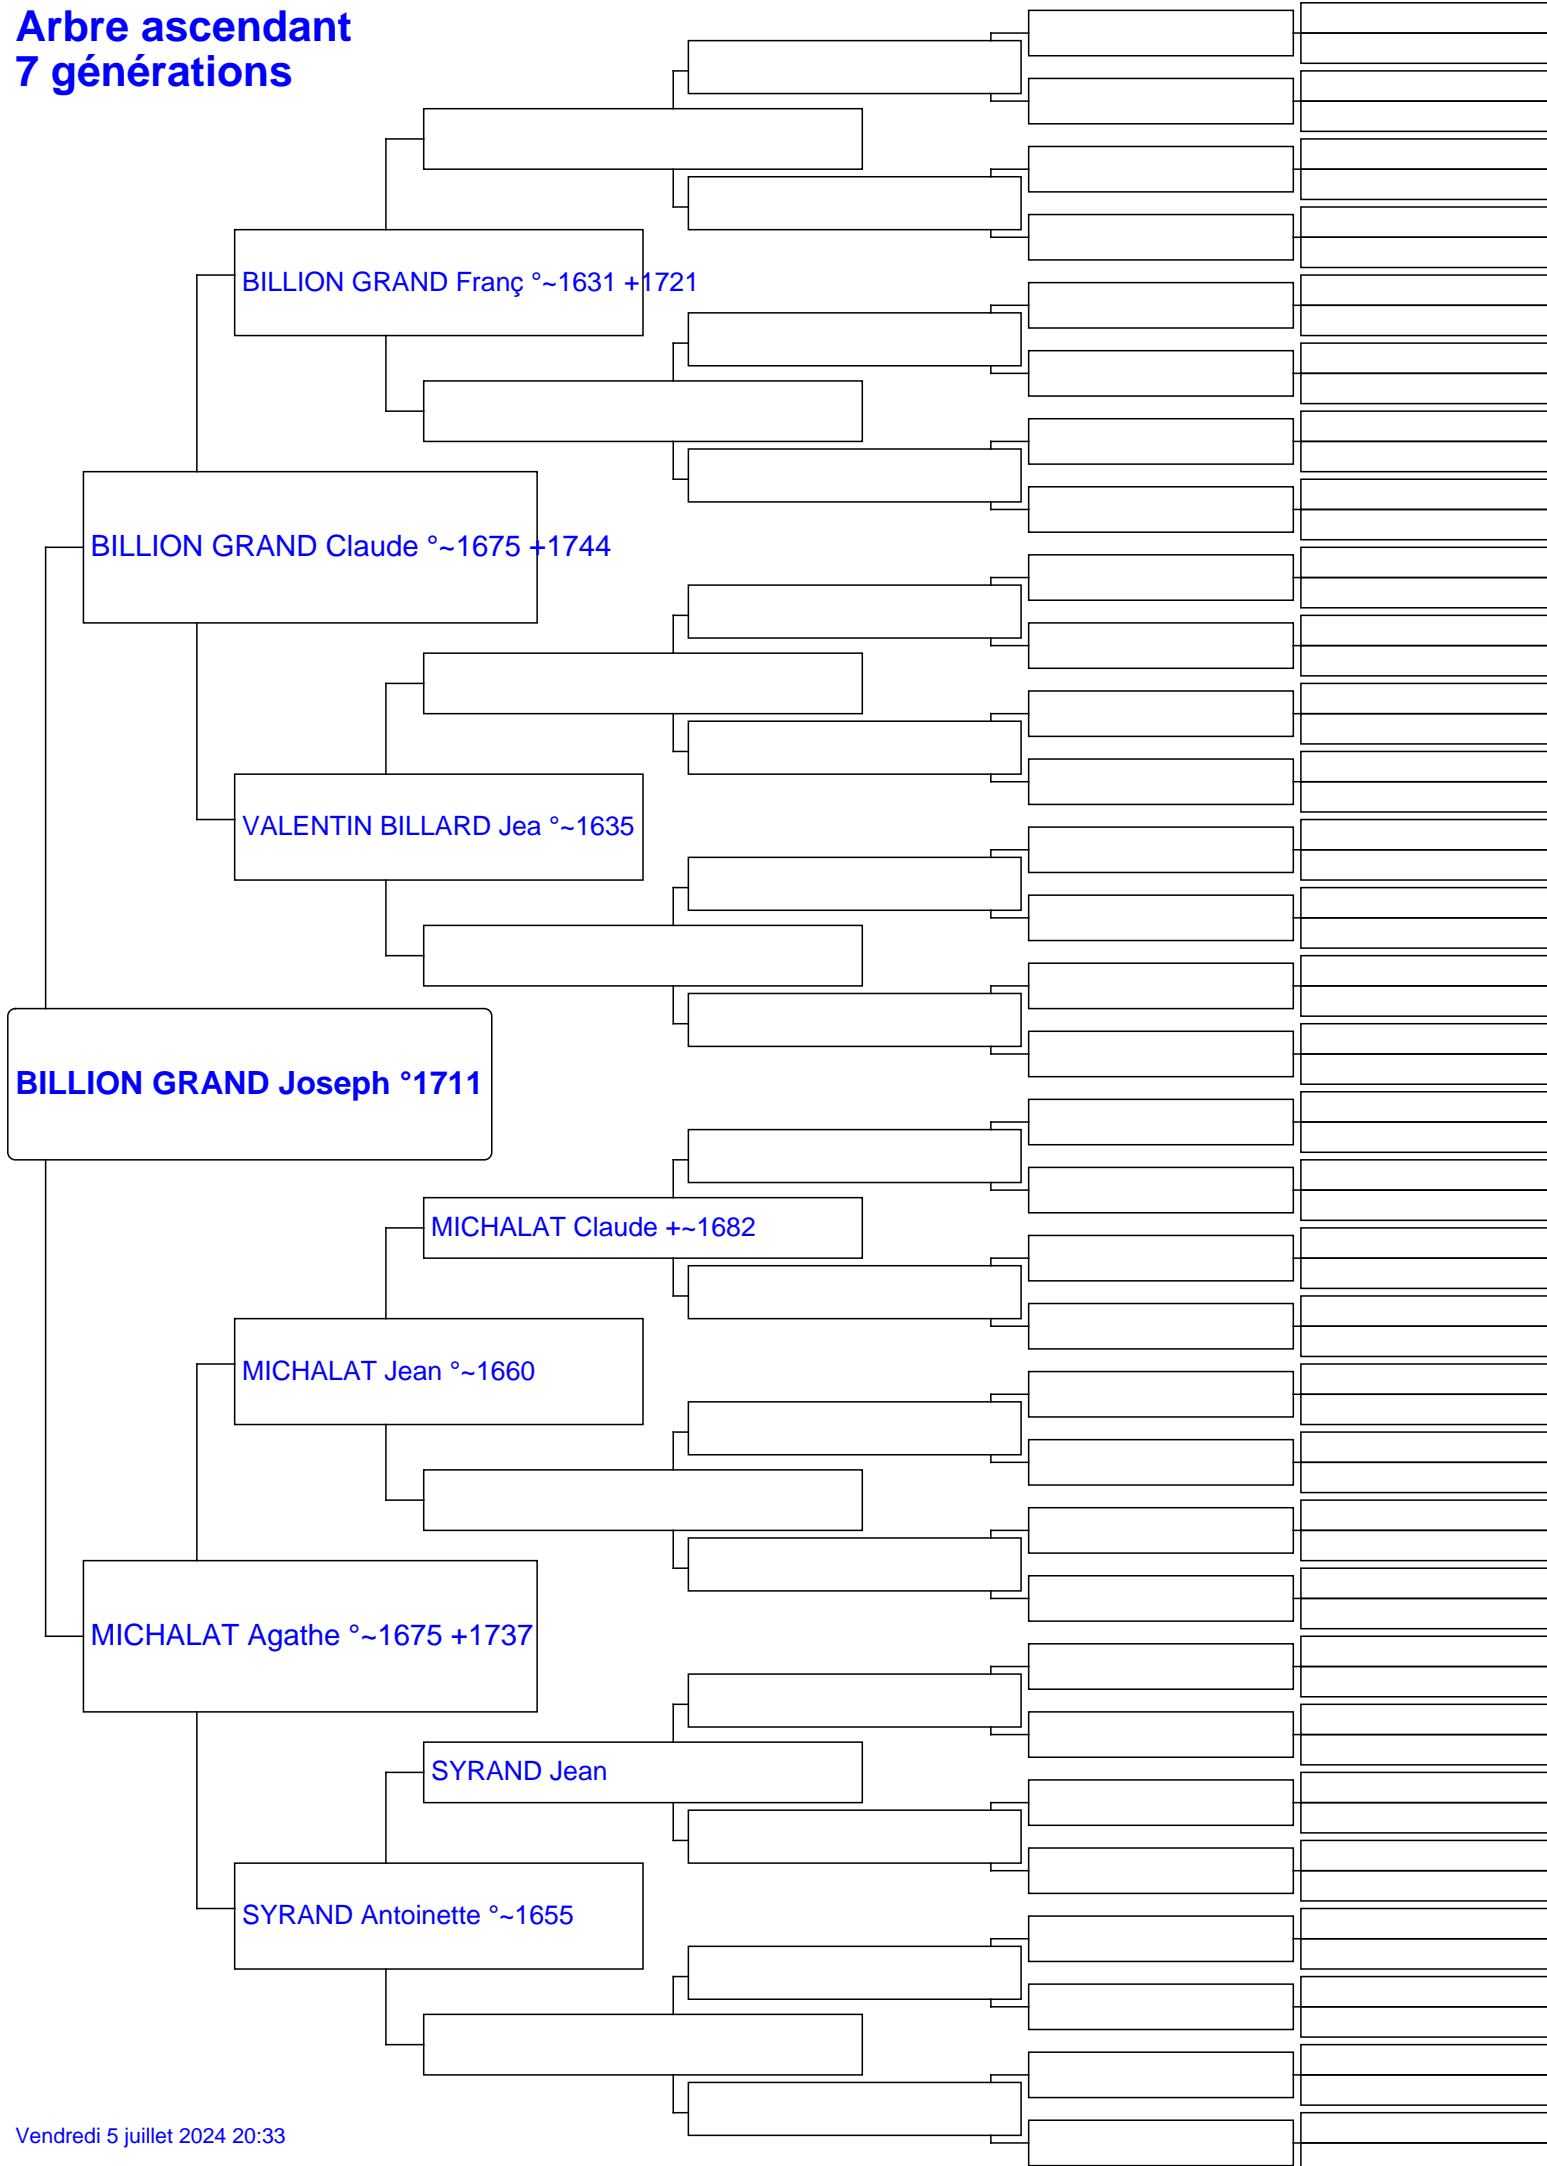 Arbre ascendant
7 générations
BILLION GRAND Franç °~1631 +1721
BILLION GRAND Claude °~1675 +1744
VALENTIN BILLARD Jea °~1635
BILLION GRAND Joseph °1711
MICHALAT Claude +~1682
MICHALAT Jean °~1660
MICHALAT Agathe °~1675 +1737
SYRAND Jean
SYRAND Antoinette °~1655
Vendredi 5 juillet 2024 20:33